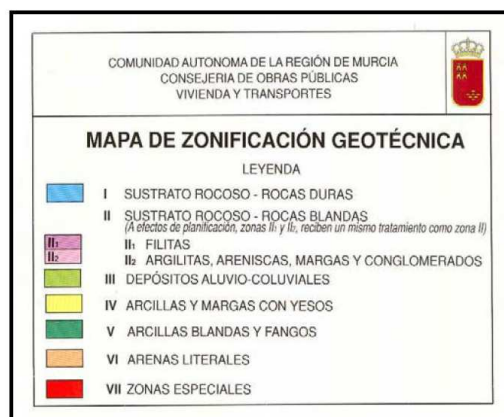 COMUNIDAD AUTONOMA DE LA REGIÓN DE MURCIA
CONSEJERIA DE OBRAS PÚBLICAS
VIVIENDA Y TRANSPORTES
MAPA DE ZONIFICACIÓN GEOTÉCNICA
LEYENDA
I SUSTRATO ROCOSO - ROCAS DURAS
II SUSTRATO ROCOSO - ROCAS BLANDAS
(A efectos de planificación, zonas II₁ y II₂, reciben un mismo tratamiento como zona II)
II₁ II₁ FILITAS
II₂ II₂ ARGILITAS, ARENISCAS, MARGAS Y CONGLOMERADOS
III DEPÓSITOS ALUVIO-COLUVIALES
IV ARCILLAS Y MARGAS CON YESOS
V ARCILLAS BLANDAS Y FANGOS
VI ARENAS LITERALES
VII ZONAS ESPECIALES